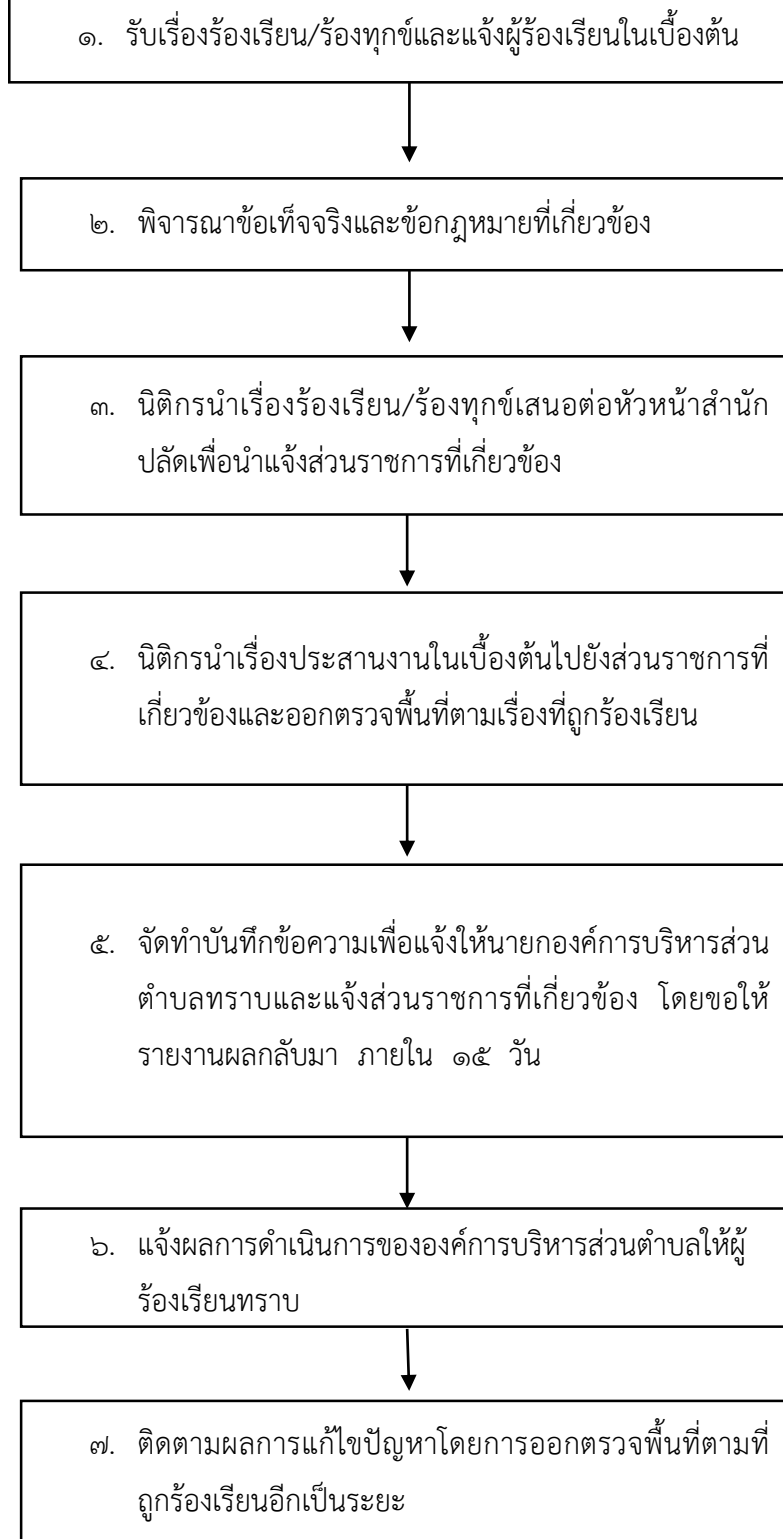 ๑. รับเรื่องร้องเรียน/ร้องทุกข์และแจ้งผู้ร้องเรียนในเบื้องต้น
๒. พิจารณาข้อเท็จจริงและข้อกฎหมายที่เกี่ยวข้อง
๓. นิติกรนำเรื่องร้องเรียน/ร้องทุกข์เสนอต่อหัวหน้าสำนัก
ปลัดเพื่อนำแจ้งส่วนราชการที่เกี่ยวข้อง
๔. นิติกรนำเรื่องประสานงานในเบื้องต้นไปยังส่วนราชการที่
เกี่ยวข้องและออกตรวจพื้นที่ตามเรื่องที่ถูกร้องเรียน
๕. จัดทำบันทึกข้อความเพื่อแจ้งให้นายกองค์การบริหารส่วน
ตำบลทราบและแจ้งส่วนราชการที่เกี่ยวข้อง โดยขอให้
รายงานผลกลับมา ภายใน ๑๕ วัน
๖. แจ้งผลการดำเนินการขององค์การบริหารส่วนตำบลให้ผู้
ร้องเรียนทราบ
๗. ติดตามผลการแก้ไขปัญหาโดยการออกตรวจพื้นที่ตามที่
ถูกร้องเรียนอีกเป็นระยะ